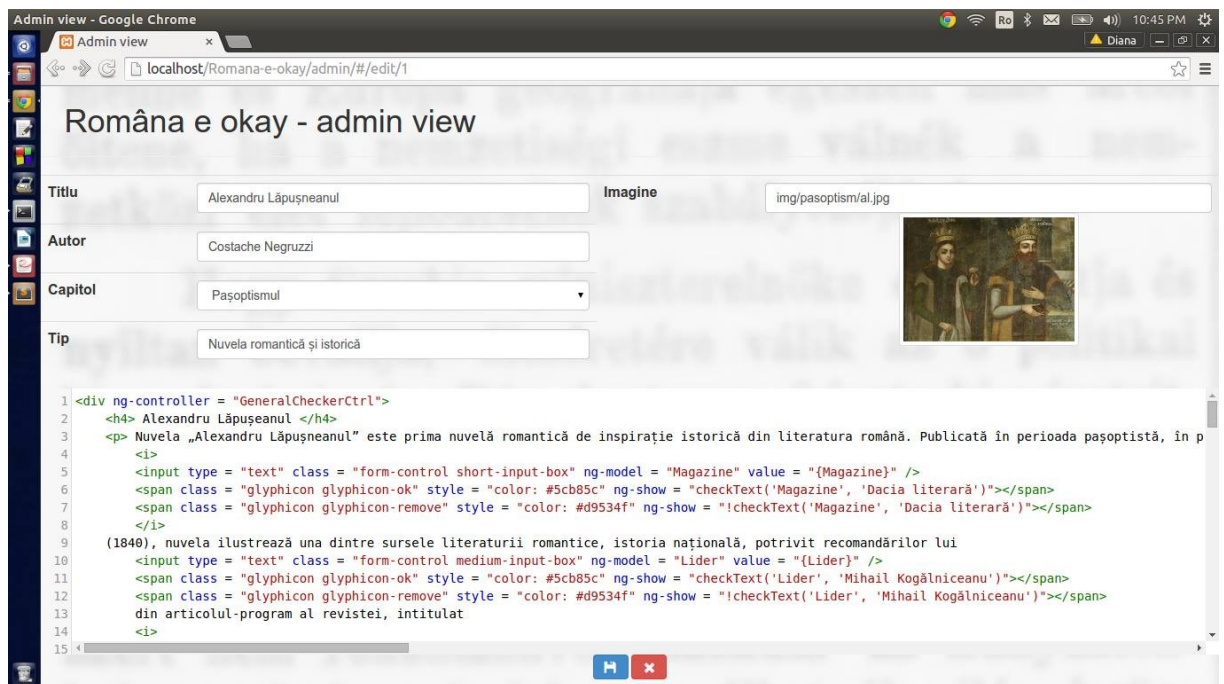 Admin view - Google Chrome
Ro
10:45 PM
Admin view
Diana
localhost/Romana-e-okay/admin/#/edit/1
Româna e okay - admin view
Titlu
Alexandru Lăpușneanul
Imagine
img/pasoptism/al.jpg
Autor
Costache Negruzzi
Capitol
Pașoptismul
Tip
Nuvela romantică și istorică
1 <div ng-controller = "GeneralCheckerCtrl">
2 <h4> Alexandru Lăpușeanul </h4>
3 <p> Nuvela „Alexandru Lăpușneanul” este prima nuvelă romantică de inspirație istorică din literatura română. Publicată în perioada pașoptistă, în p
4 <i>
5 <input type = "text" class = "form-control short-input-box" ng-model = "Magazine" value = "{Magazine}" />
6 <span class = "glyphicon glyphicon-ok" style = "color: #5cb85c" ng-show = "checkText('Magazine', 'Dacia literară')"></span>
7 <span class = "glyphicon glyphicon-remove" style = "color: #d9534f" ng-show = "!checkText('Magazine', 'Dacia literară')"></span>
8 </i>
9 (1840), nuvela ilustrează una dintre sursele literaturii romantice, istoria națională, potrivit recomandărilor lui
10 <input type = "text" class = "form-control medium-input-box" ng-model = "Lider" value = "{Lider}" />
11 <span class = "glyphicon glyphicon-ok" style = "color: #5cb85c" ng-show = "checkText('Lider', 'Mihail Kogălniceanu')"></span>
12 <span class = "glyphicon glyphicon-remove" style = "color: #d9534f" ng-show = "!checkText('Lider', 'Mihail Kogălniceanu')"></span>
13 din articolul-program al revistei, intitulat
14 <i>
15